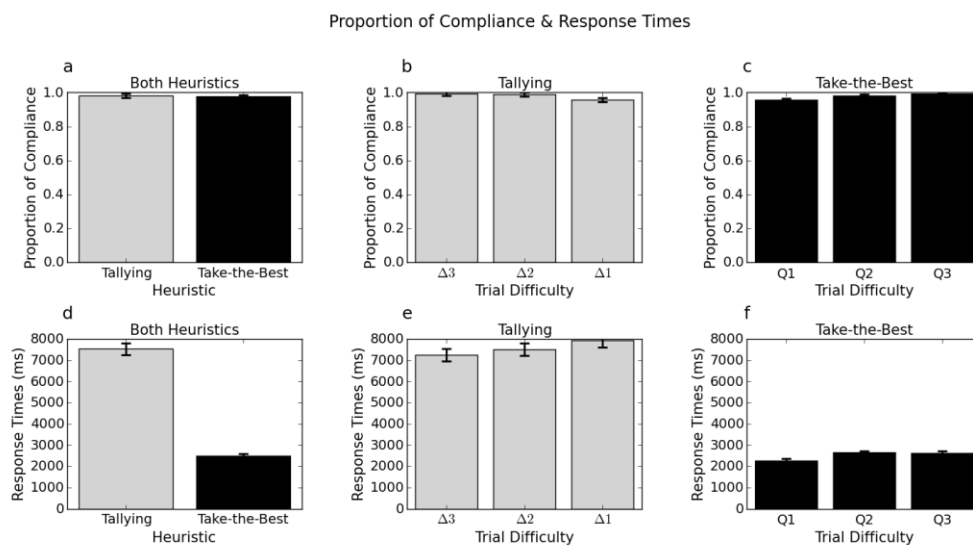 Proportion of Compliance & Response Times
a
Both Heuristics
Proportion of Compliance
1.0
0.8
0.6
0.4
0.2
0.0
Tallying Take-the-Best
Heuristic
b
Tallying
Proportion of Compliance
1.0
0.8
0.6
0.4
0.2
0.0
Δ3 Δ2 Δ1
Trial Difficulty
c
Take-the-Best
Proportion of Compliance
1.0
0.8
0.6
0.4
0.2
0.0
Q1 Q2 Q3
Trial Difficulty
d
Both Heuristics
Response Times (ms)
8000
7000
6000
5000
4000
3000
2000
1000
0
Tallying Take-the-Best
Heuristic
e
Tallying
Response Times (ms)
8000
7000
6000
5000
4000
3000
2000
1000
0
Δ3 Δ2 Δ1
Trial Difficulty
f
Take-the-Best
Response Times (ms)
8000
7000
6000
5000
4000
3000
2000
1000
0
Q1 Q2 Q3
Trial Difficulty